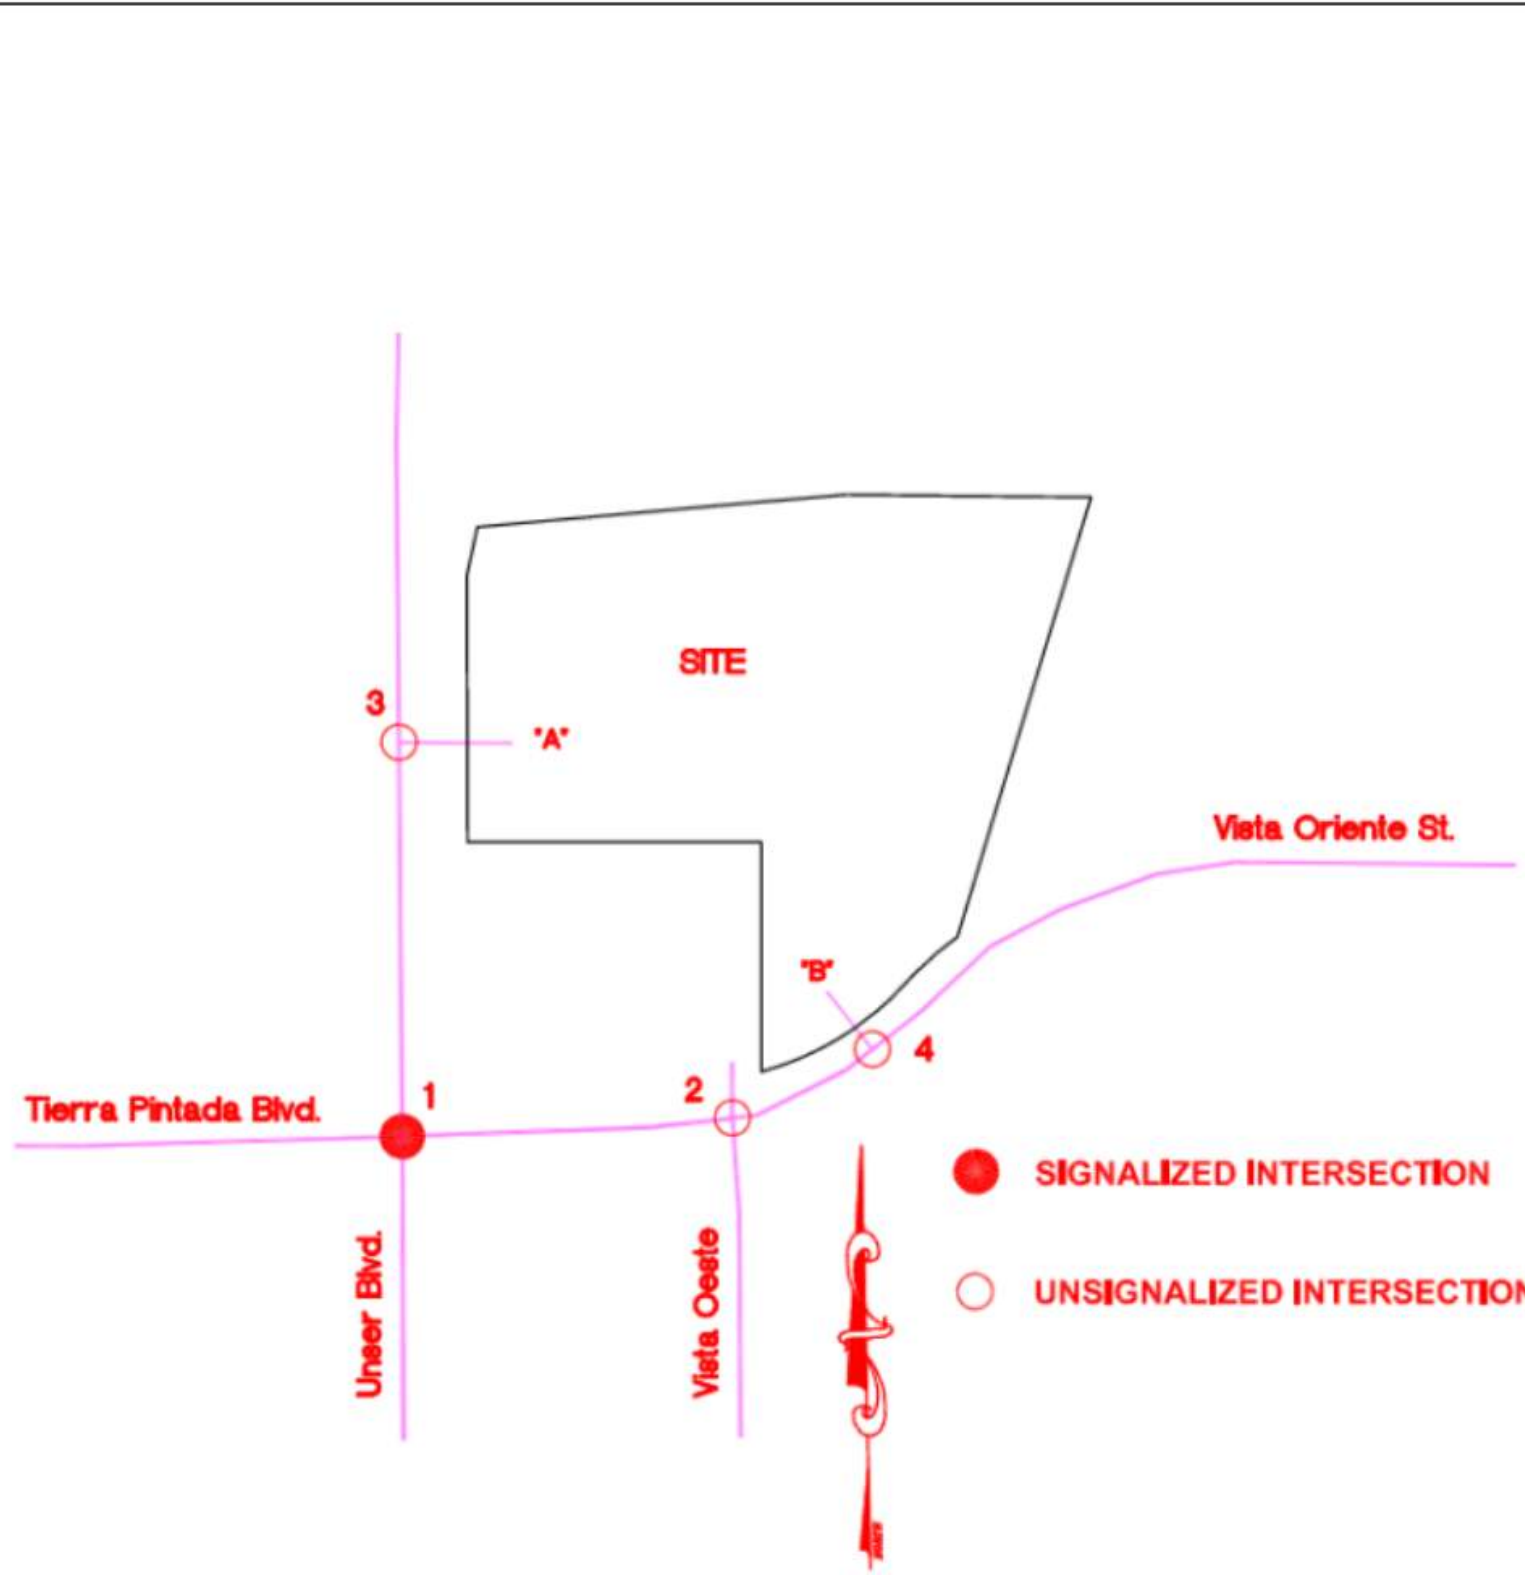 SITE
3
"A"
Vista Oriente St.
"B"
4
2
1
Tierra Pintada Blvd.
SIGNALIZED INTERSECTION
Unser Blvd.
Vista Oeste
UNSIGNALIZED INTERSECTION